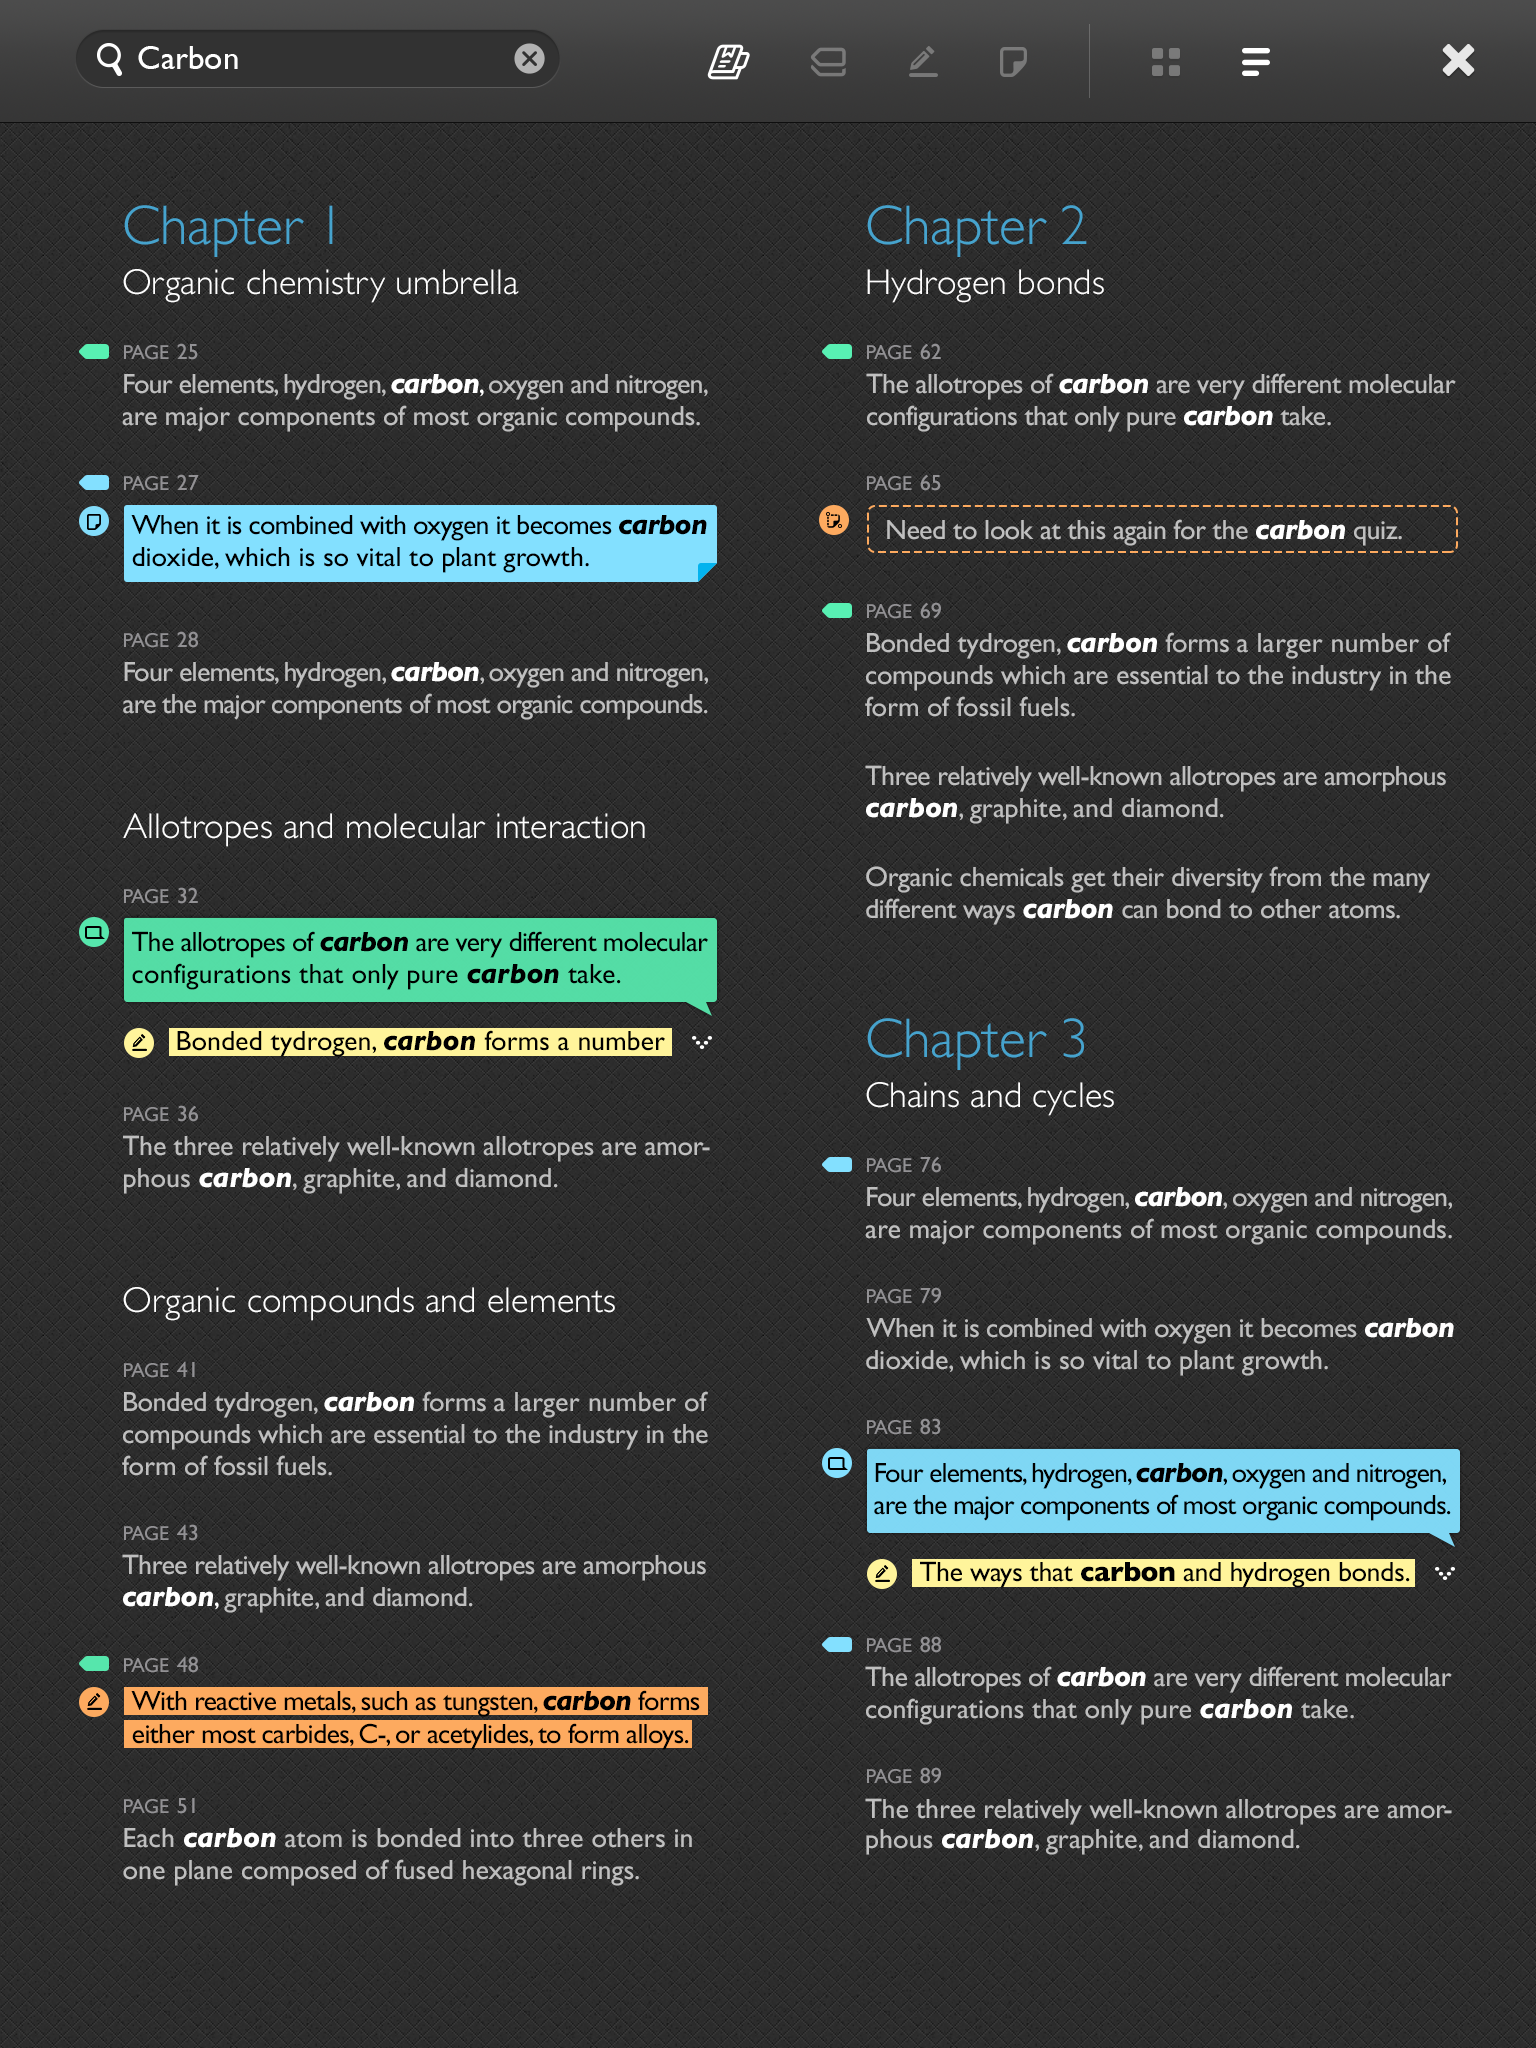 Carbon
Chapter 1
Organic chemistry umbrella
PAGE 25
Four elements, hydrogen, carbon, oxygen and nitrogen,
are major components of most organic compounds.
PAGE 27
When it is combined with oxygen it becomes carbon
dioxide, which is so vital to plant growth.
PAGE 28
Four elements, hydrogen, carbon, oxygen and nitrogen,
are the major components of most organic compounds.
Allotropes and molecular interaction
PAGE 32
The allotropes of carbon are very different molecular
configurations that only pure carbon take.
Bonded tydrogen, carbon forms a number
PAGE 36
The three relatively well-known allotropes are amor-
phous carbon, graphite, and diamond.
Organic compounds and elements
PAGE 41
Bonded tydrogen, carbon forms a larger number of
compounds which are essential to the industry in the
form of fossil fuels.
PAGE 43
Three relatively well-known allotropes are amorphous
carbon, graphite, and diamond.
PAGE 48
With reactive metals, such as tungsten, carbon forms
either most carbides, C-, or acetylides, to form alloys.
PAGE 51
Each carbon atom is bonded into three others in
one plane composed of fused hexagonal rings.
Chapter 2
Hydrogen bonds
PAGE 62
The allotropes of carbon are very different molecular
configurations that only pure carbon take.
PAGE 65
Need to look at this again for the carbon quiz.
PAGE 69
Bonded tydrogen, carbon forms a larger number of
compounds which are essential to the industry in the
form of fossil fuels.
Three relatively well-known allotropes are amorphous
carbon, graphite, and diamond.
Organic chemicals get their diversity from the many
different ways carbon can bond to other atoms.
Chapter 3
Chains and cycles
PAGE 76
Four elements, hydrogen, carbon, oxygen and nitrogen,
are major components of most organic compounds.
PAGE 79
When it is combined with oxygen it becomes carbon
dioxide, which is so vital to plant growth.
PAGE 83
Four elements, hydrogen, carbon, oxygen and nitrogen,
are the major components of most organic compounds.
The ways that carbon and hydrogen bonds.
PAGE 88
The allotropes of carbon are very different molecular
configurations that only pure carbon take.
PAGE 89
The three relatively well-known allotropes are amor-
phous carbon, graphite, and diamond.